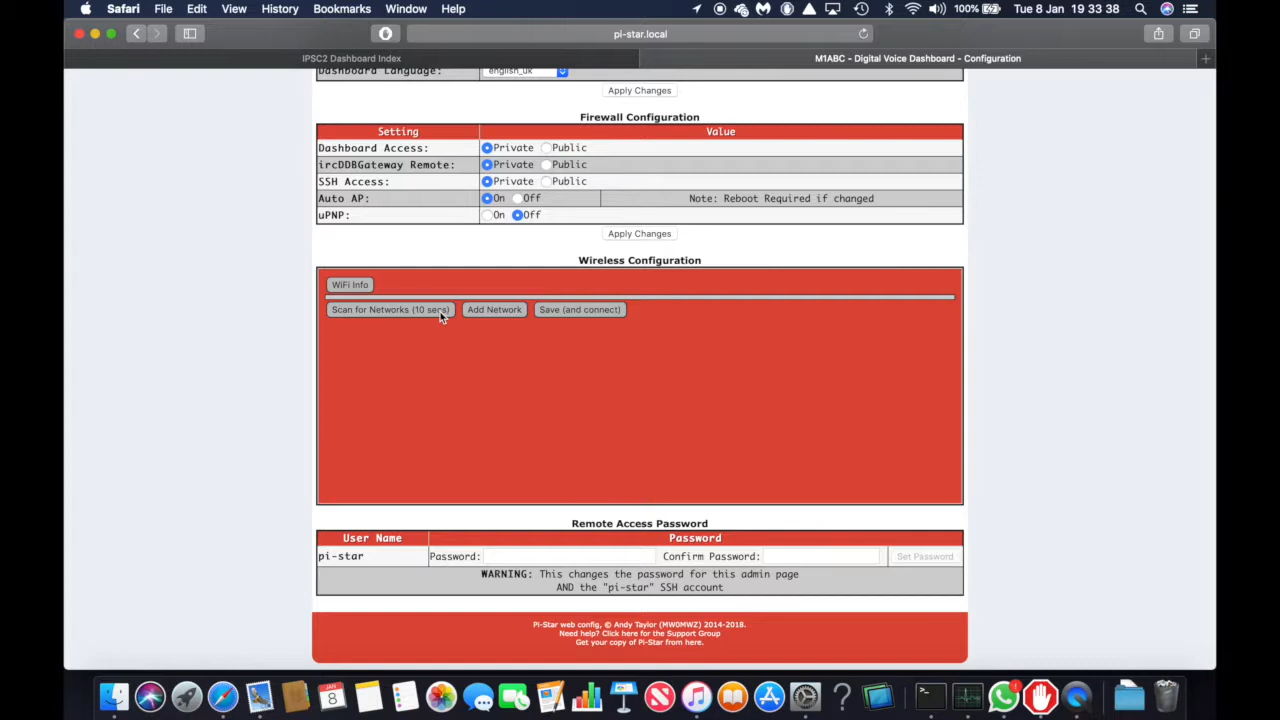 Safari File Edit View History Bookmarks Window Help 100% Tue 8 Jan 19:33:38
pi-star.local
IPSC2 Dashboard Index M1ABC - Digital Voice Dashboard - Configuration
Dashboard Language: english_uk
Apply Changes
Firewall Configuration
Setting Value
Dashboard Access: Private Public
ircDDBGateway Remote: Private Public
SSH Access: Private Public
Auto AP: On Off Note: Reboot Required if changed
uPNP: On Off
Apply Changes
Wireless Configuration
WiFi Info
Scan for Networks (10 secs) Add Network Save (and connect)
Remote Access Password
User Name Password
pi-star Password: Confirm Password: Set Password
WARNING: This changes the password for this admin page
AND the "pi-star" SSH account
Pi-Star web config, © Andy Taylor (MW0MWZ) 2014-2018.
Need help? Click here for the Support Group
Get your copy of Pi-Star from here.
JAN
8